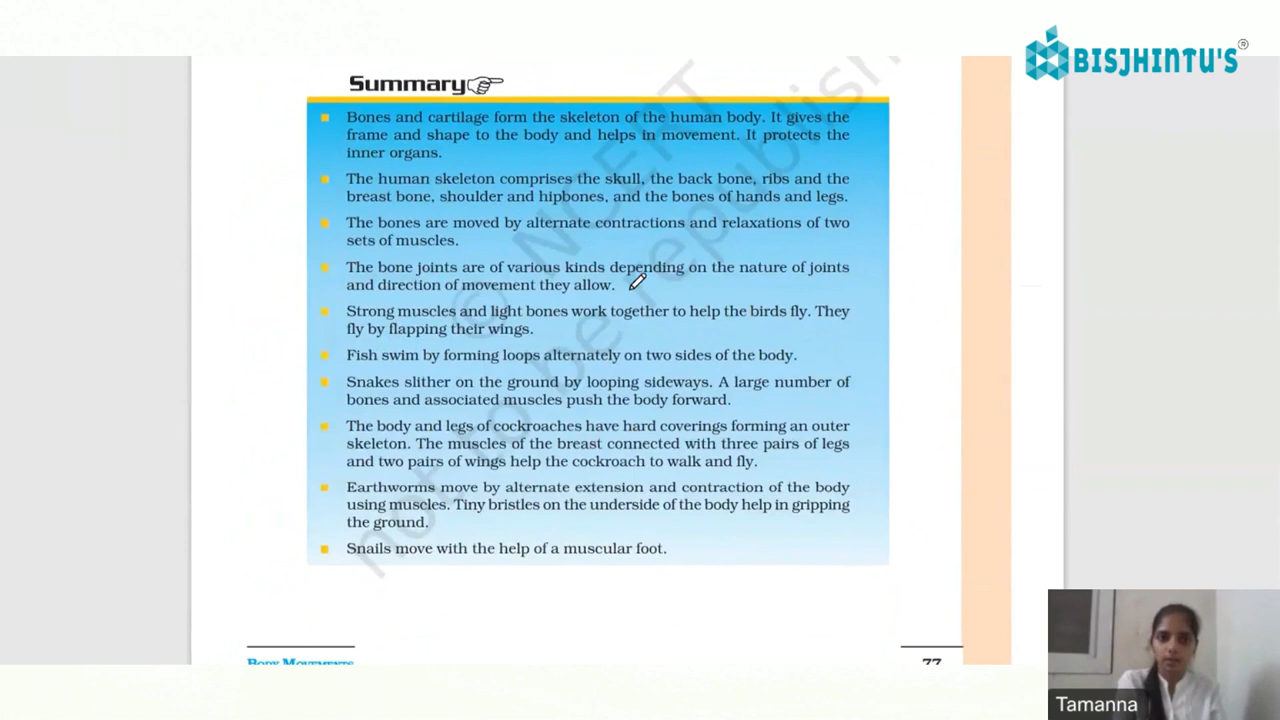 BISJHINTU'S ®
Summary
Bones and cartilage form the skeleton of the human body. It gives the
frame and shape to the body and helps in movement. It protects the
inner organs.
The human skeleton comprises the skull, the back bone, ribs and the
breast bone, shoulder and hipbones, and the bones of hands and legs.
The bones are moved by alternate contractions and relaxations of two
sets of muscles.
The bone joints are of various kinds depending on the nature of joints
and direction of movement they allow.
Strong muscles and light bones work together to help the birds fly. They
fly by flapping their wings.
Fish swim by forming loops alternately on two sides of the body.
Snakes slither on the ground by looping sideways. A large number of
bones and associated muscles push the body forward.
The body and legs of cockroaches have hard coverings forming an outer
skeleton. The muscles of the breast connected with three pairs of legs
and two pairs of wings help the cockroach to walk and fly.
Earthworms move by alternate extension and contraction of the body
using muscles. Tiny bristles on the underside of the body help in gripping
the ground.
Snails move with the help of a muscular foot.
© NCERT
not to be republish
Body Movements
77
Tamanna